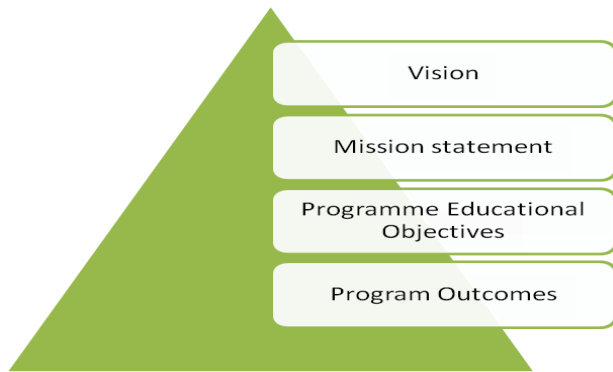 Vision
Mission statement
Programme Educational
Objectives
Program Outcomes